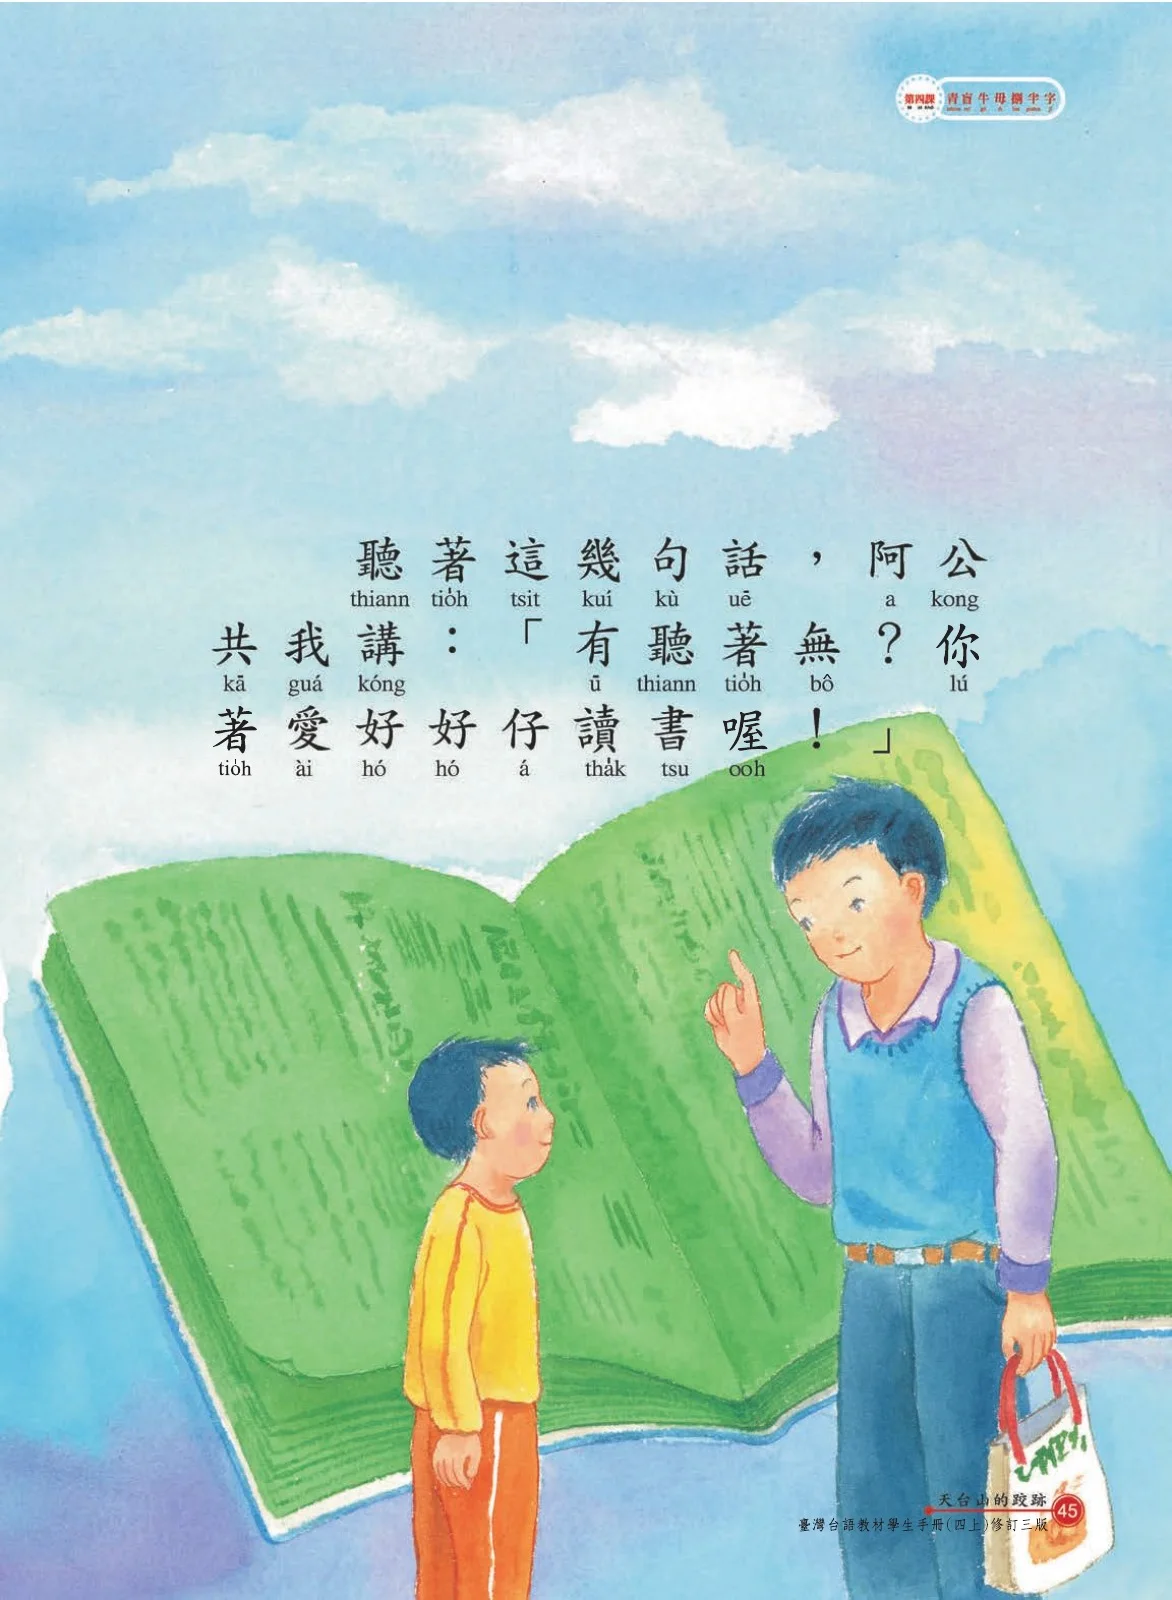 第四課 青盲牛毋捌半字
聽著這幾句話，阿公
thiann tio̍h tsit kuí kù uē a kong
共我講：「有聽著無？你
kā guá kóng ū thiann tio̍h bô lú
著愛好好仔讀書喔！」
tio̍h ài hó hó á tha̍k tsu ooh
天台山的跤跡
臺灣台語教材學生手冊(四上)修訂三版
45